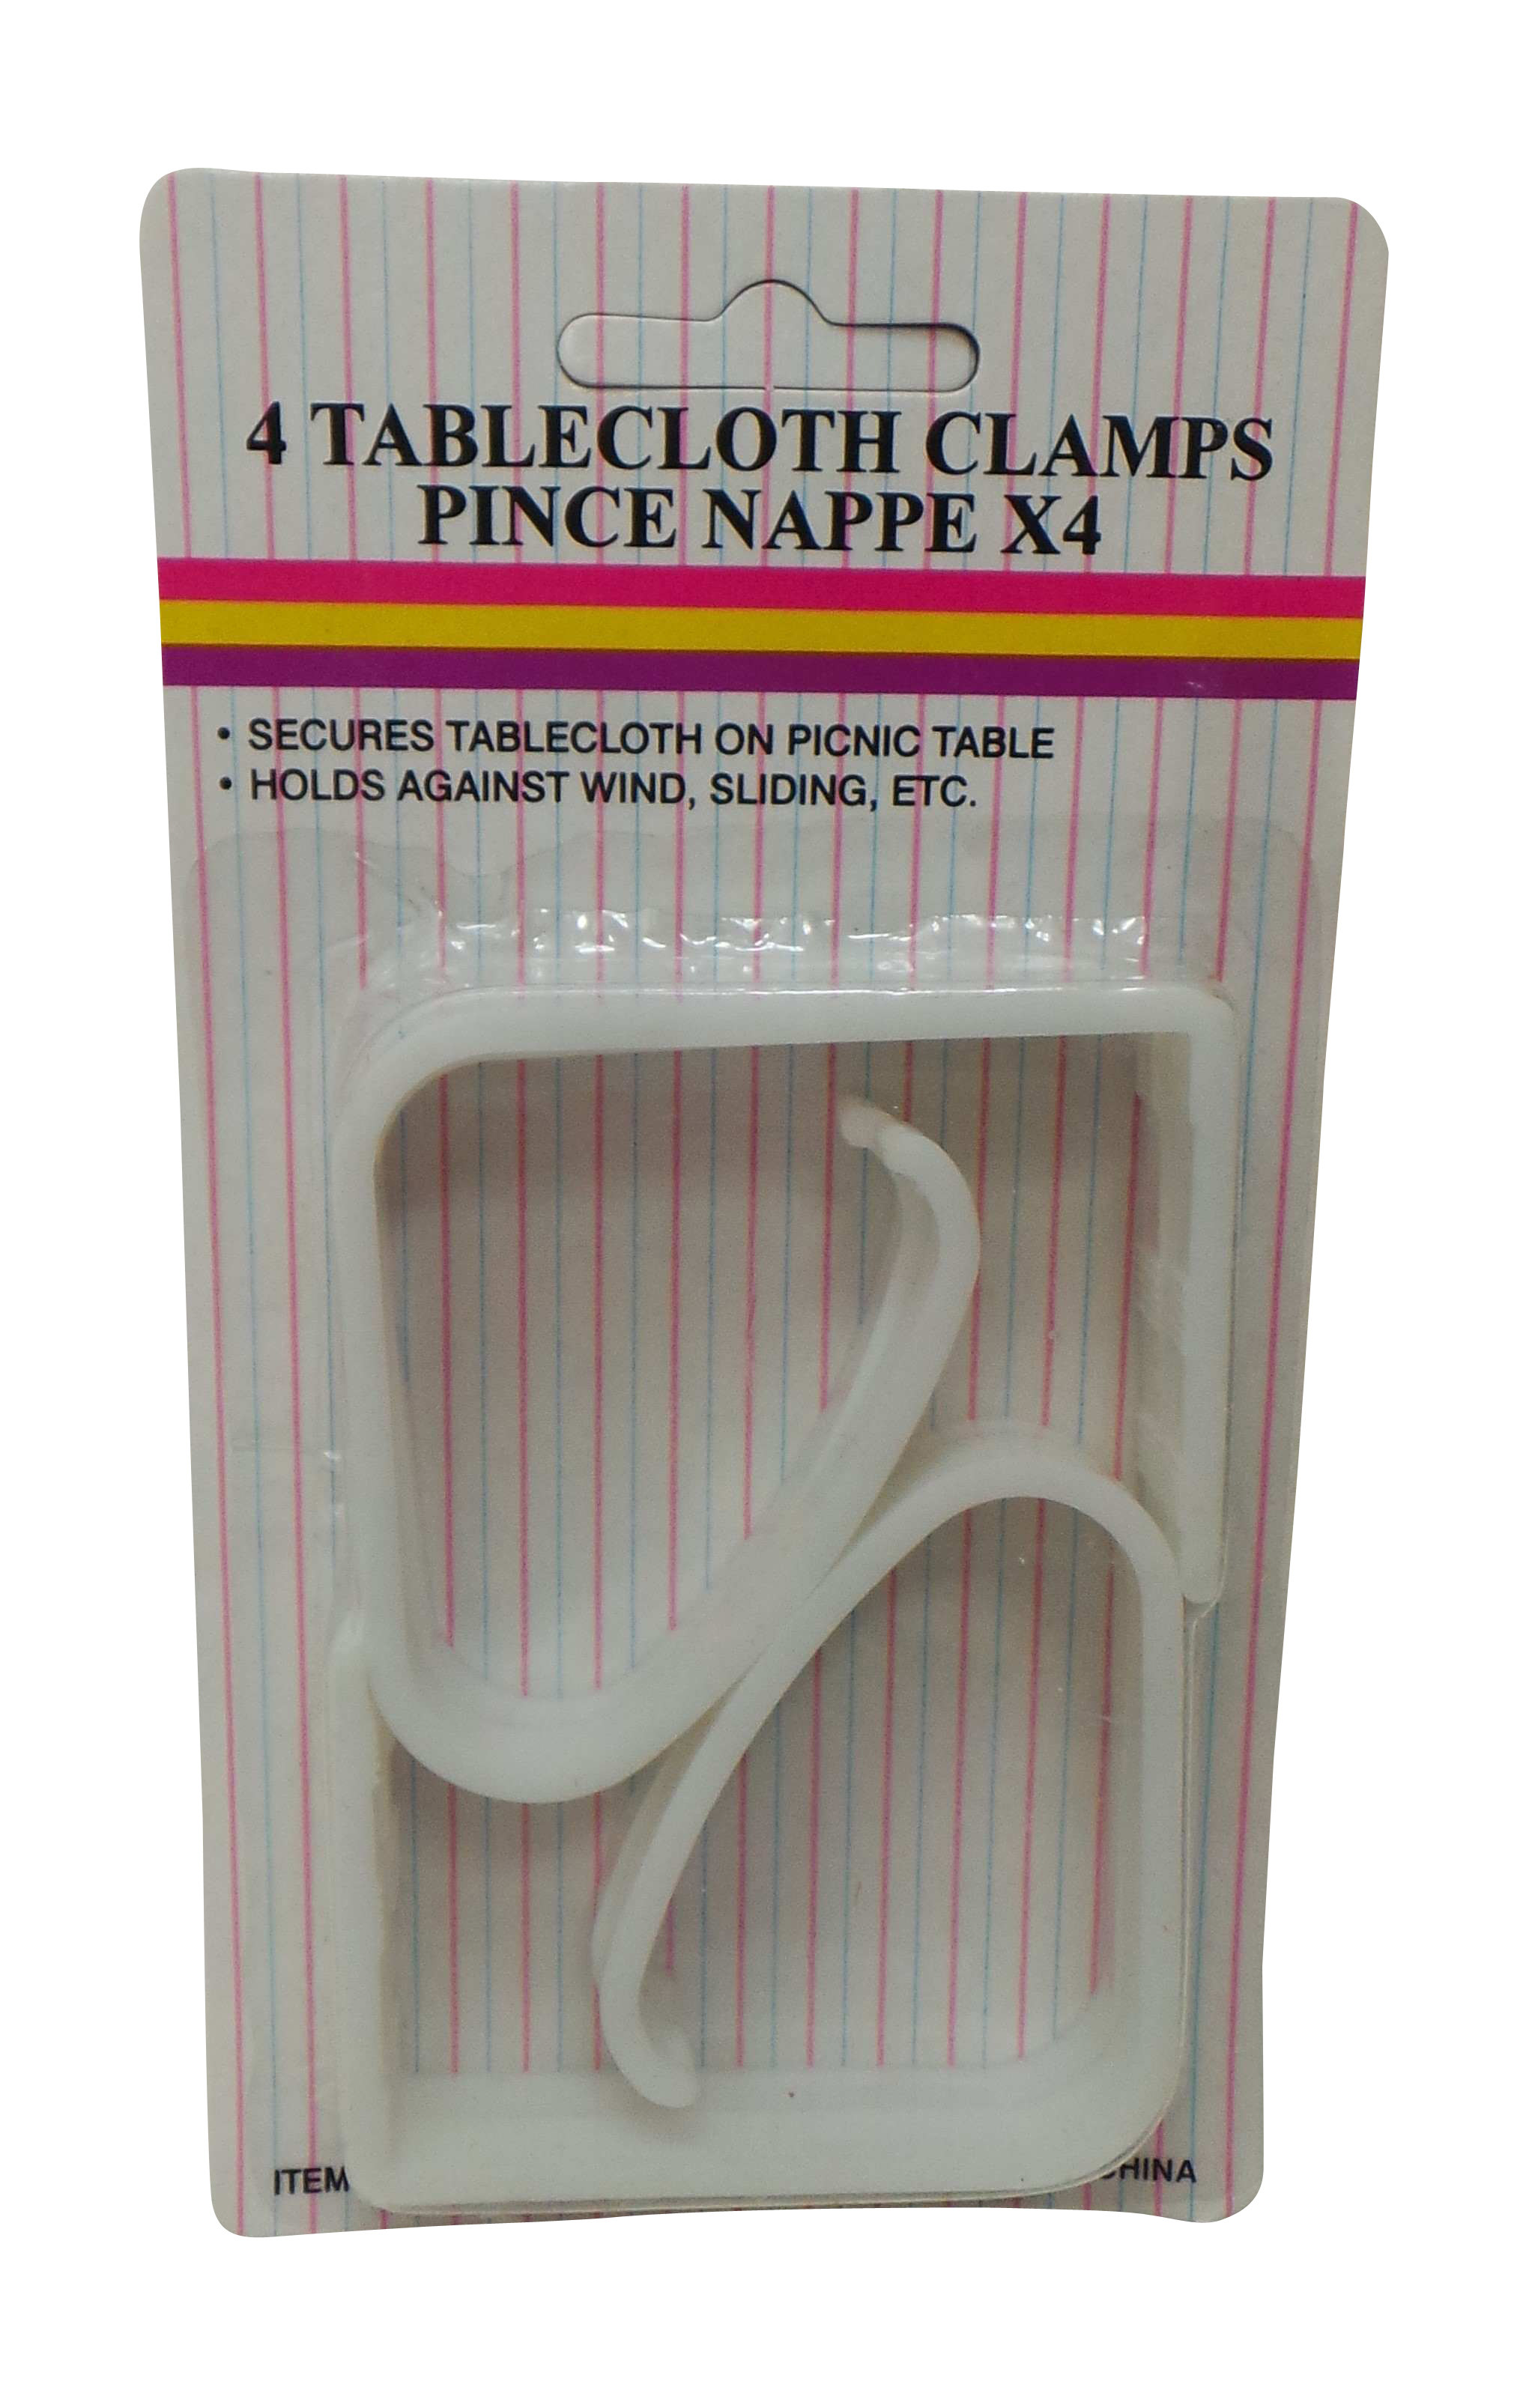 4 TABLECLOTH CLAMPS
PINCE NAPPE X4
• SECURES TABLECLOTH ON PICNIC TABLE
• HOLDS AGAINST WIND, SLIDING, ETC.
ITEM CHINA